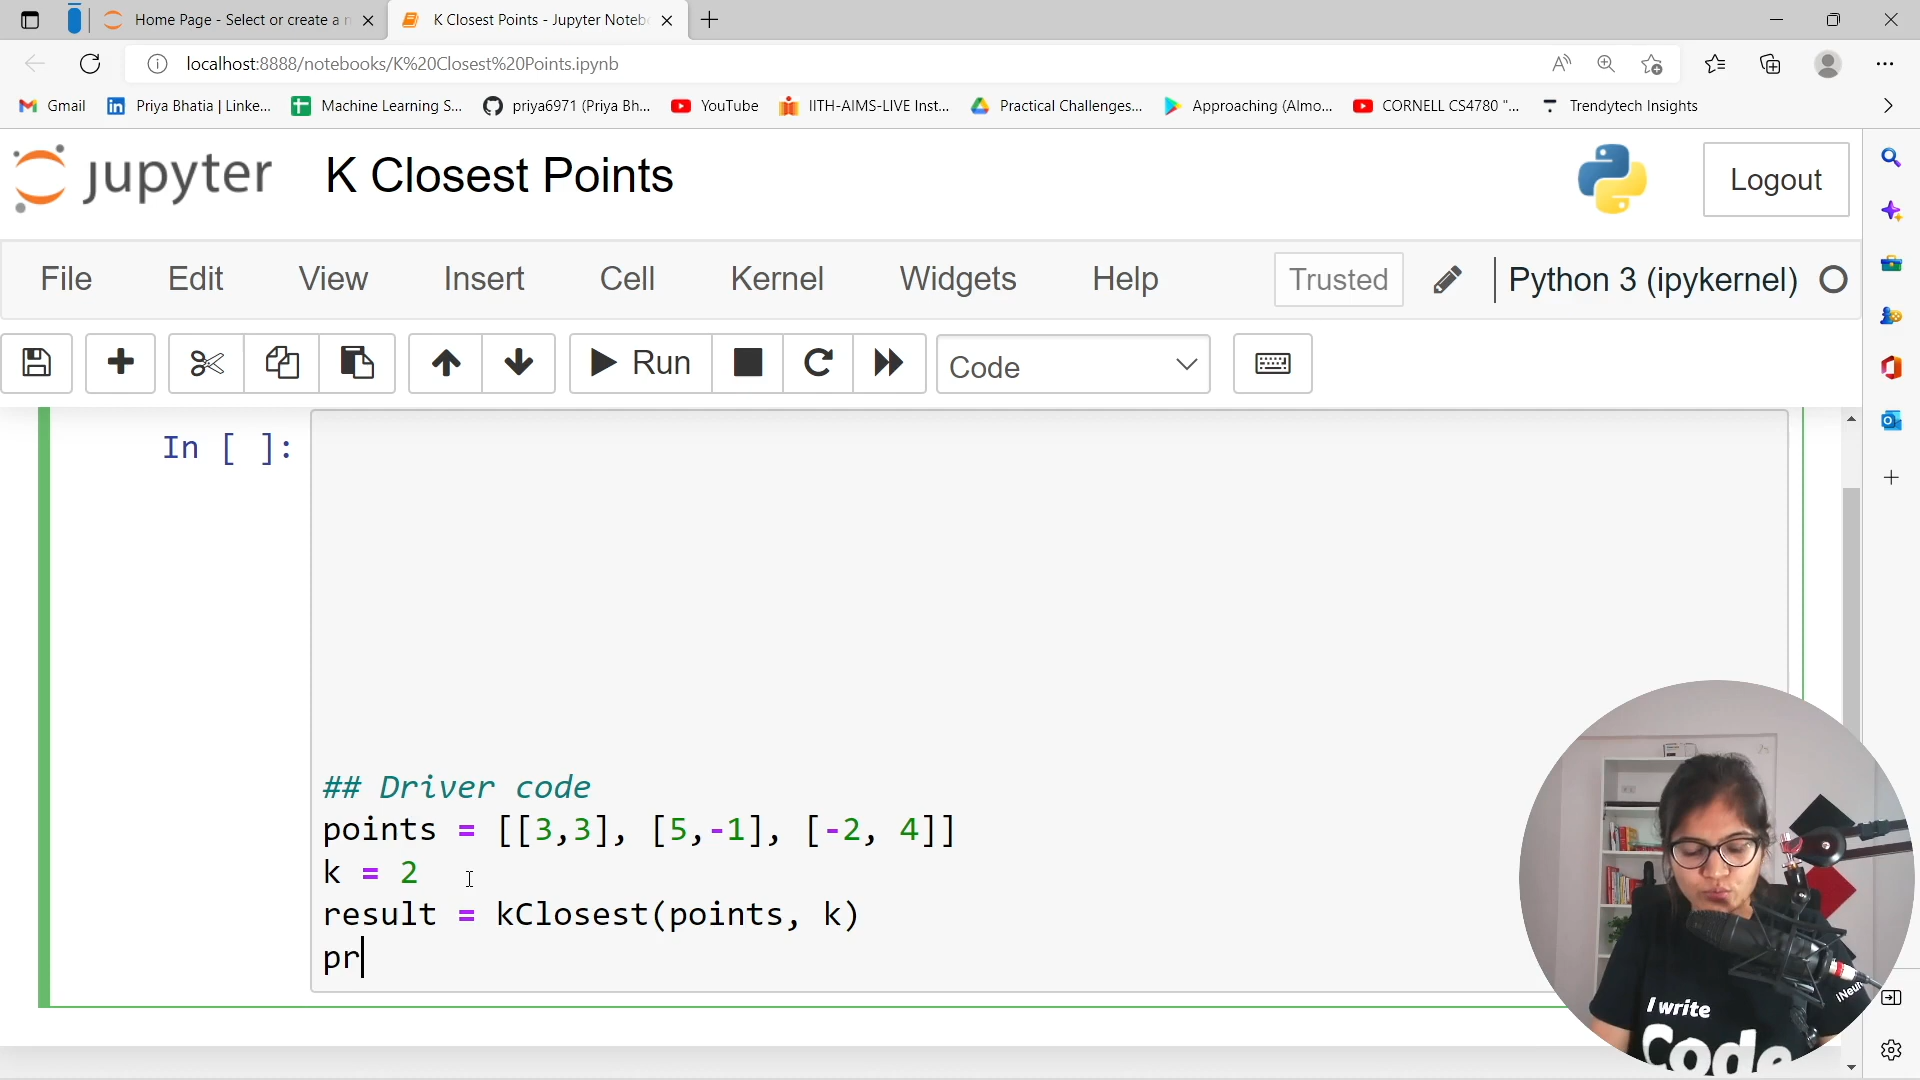 Home Page - Select or create a n
K Closest Points - Jupyter Noteb
localhost:8888/notebooks/K%20Closest%20Points.ipynb
Gmail
Priya Bhatia | Linke...
Machine Learning S...
priya6971 (Priya Bh...
YouTube
IITH-AIMS-LIVE Inst...
Practical Challenges...
Approaching (Almo...
CORNELL CS4780 "...
Trendytech Insights
jupyter
K Closest Points
Logout
File
Edit
View
Insert
Cell
Kernel
Widgets
Help
Trusted
Python 3 (ipykernel)
Run
Code
In [ ]:
## Driver code
points = [[3,3], [5,-1], [-2, 4]]
k = 2
result = kClosest(points, k)
pr
I write
Code